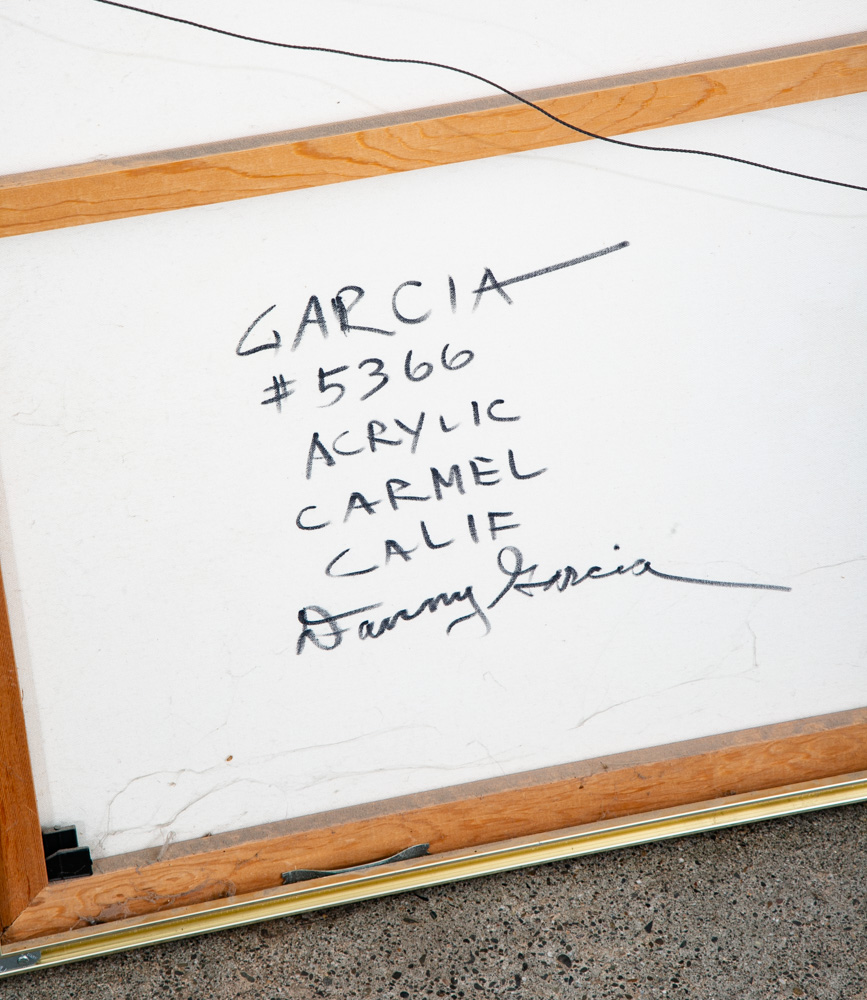 GARCIA
#5366
ACRYLIC
CARMEL
CALIF
Danny Garcia